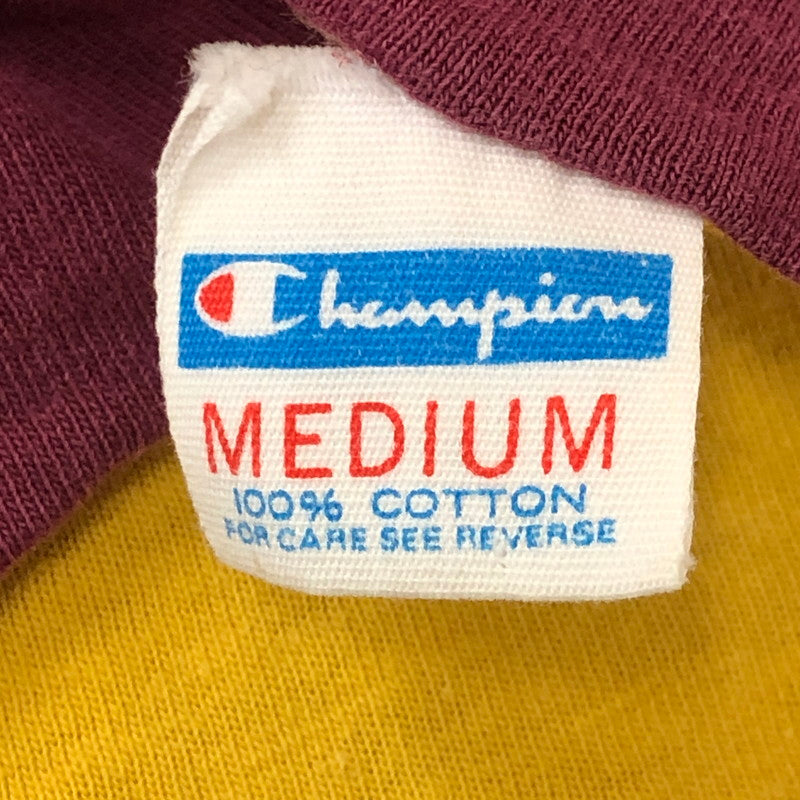 Champion
MEDIUM
100% COTTON
FOR CARE SEE REVERSE